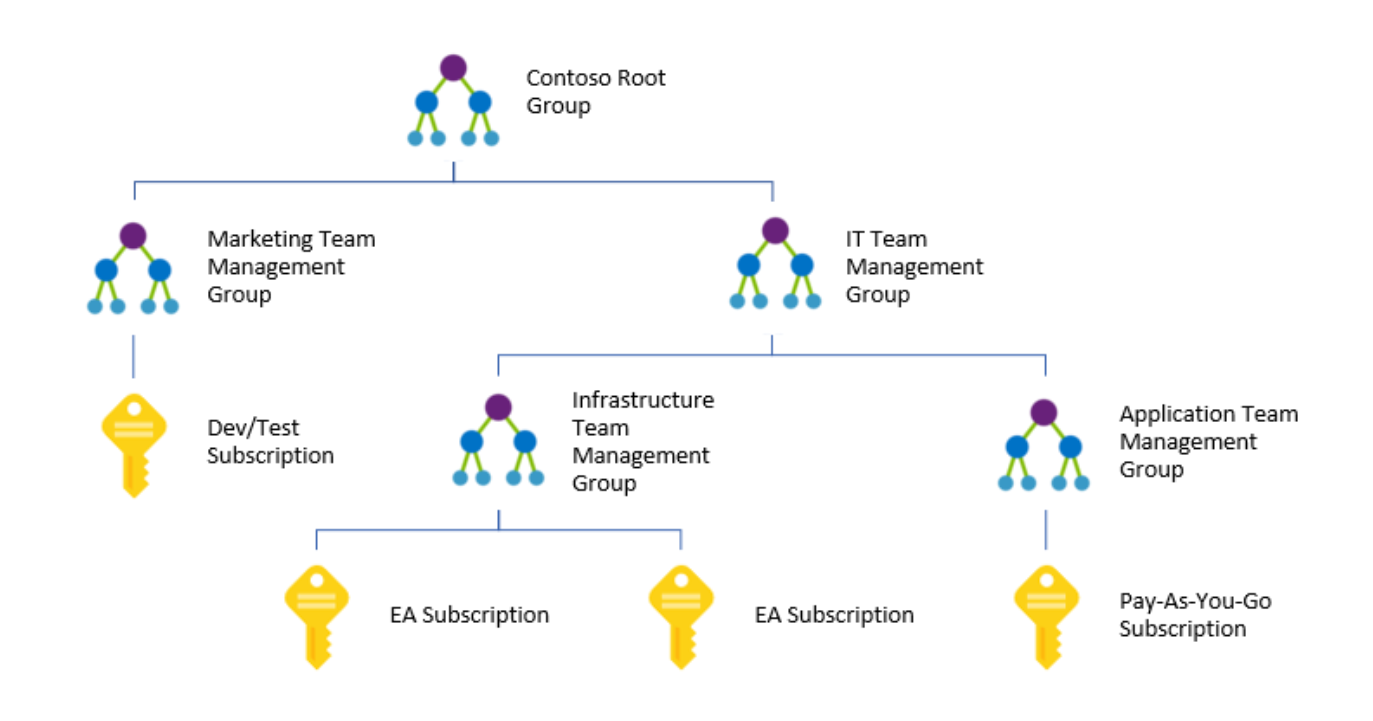 Contoso Root
Group
Marketing Team
Management
Group
IT Team
Management
Group
Dev/Test
Subscription
Infrastructure
Team
Management
Group
Application Team
Management
Group
EA Subscription
EA Subscription
Pay-As-You-Go
Subscription